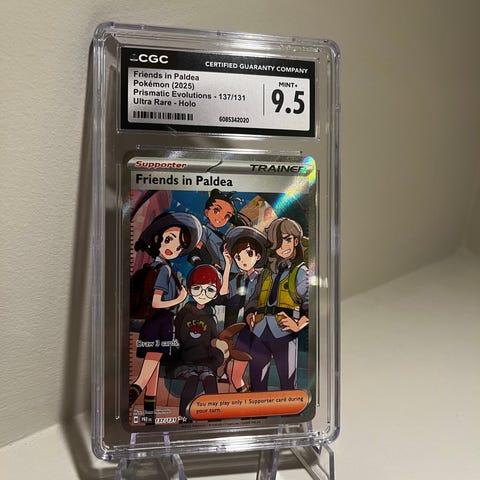 CGC
CERTIFIED GUARANTY COMPANY
Friends in Paldea
Pokémon (2025)
Prismatic Evolutions - 137/131
Ultra Rare - Holo
MINT+
9.5
6085342020
Supporter
TRAINER
Friends in Paldea
Draw 3 cards.
You may play only 1 Supporter card during
your turn.
137/131